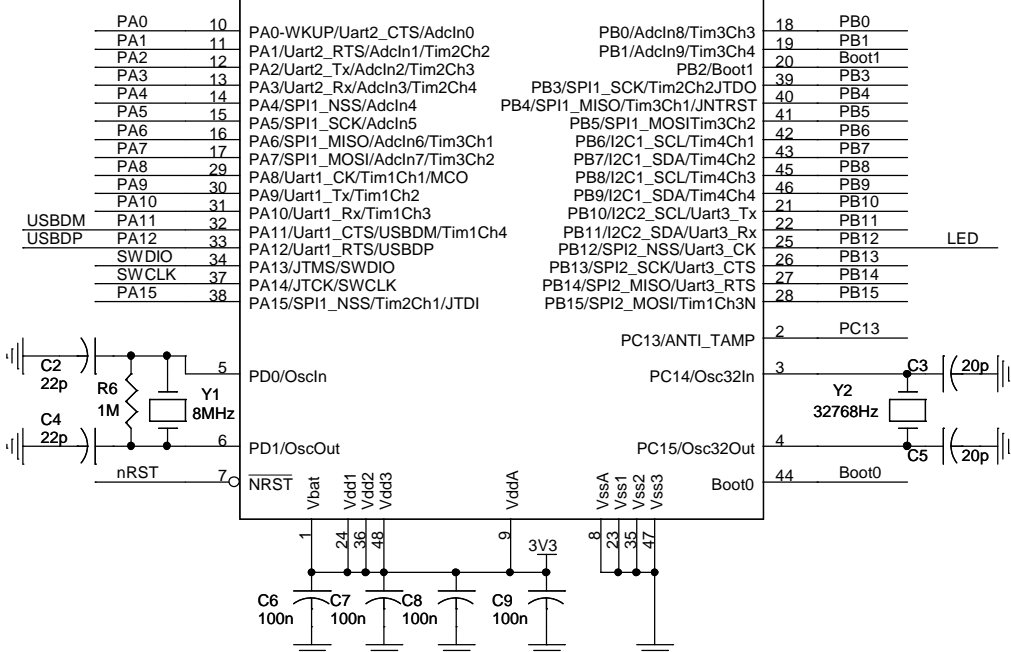 PA0 10 PA0-WKUP/Uart2_CTS/AdcIn0
PA1 11 PA1/Uart2_RTS/AdcIn1/Tim2Ch2
PA2 12 PA2/Uart2_Tx/AdcIn2/Tim2Ch3
PA3 13 PA3/Uart2_Rx/AdcIn3/Tim2Ch4
PA4 14 PA4/SPI1_NSS/AdcIn4
PA5 15 PA5/SPI1_SCK/AdcIn5
PA6 16 PA6/SPI1_MISO/AdcIn6/Tim3Ch1
PA7 17 PA7/SPI1_MOSI/AdcIn7/Tim3Ch2
PA8 29 PA8/Uart1_CK/Tim1Ch1/MCO
PA9 30 PA9/Uart1_Tx/Tim1Ch2
PA10 31 PA10/Uart1_Rx/Tim1Ch3
USBDM PA11 32 PA11/Uart1_CTS/USBDM/Tim1Ch4
USBDP PA12 33 PA12/Uart1_RTS/USBDP
SWDIO 34 PA13/JTMS/SWDIO
SWCLK 37 PA14/JTCK/SWCLK
PA15 38 PA15/SPI1_NSS/Tim2Ch1/JTDI
PB0/AdcIn8/Tim3Ch3 18 PB0
PB1/AdcIn9/Tim3Ch4 19 PB1
PB2/Boot1 20 Boot1
PB3/SPI1_SCK/Tim2Ch2JTDO 39 PB3
PB4/SPI1_MISO/Tim3Ch1/JNTRST 40 PB4
PB5/SPI1_MOSITim3Ch2 41 PB5
PB6/I2C1_SCL/Tim4Ch1 42 PB6
PB7/I2C1_SDA/Tim4Ch2 43 PB7
PB8/I2C1_SCL/Tim4Ch3 45 PB8
PB9/I2C1_SDA/Tim4Ch4 46 PB9
PB10/I2C2_SCL/Uart3_Tx 21 PB10
PB11/I2C2_SDA/Uart3_Rx 22 PB11
PB12/SPI2_NSS/Uart3_CK 25 PB12 LED
PB13/SPI2_SCK/Uart3_CTS 26 PB13
PB14/SPI2_MISO/Uart3_RTS 27 PB14
PB15/SPI2_MOSI/Tim1Ch3N 28 PB15
PC13/ANTI_TAMP 2 PC13
C2
22p
R6
1M
Y1
8MHz
C4
22p
5 PD0/OscIn
6 PD1/OscOut
nRST 7 NRST
PC14/Osc32In 3
C3 20p
Y2
32768Hz
PC15/Osc32Out 4
C5 20p
Boot0 44 Boot0
Vbat Vdd1 Vdd2 Vdd3 VddA VssA Vss1 Vss2 Vss3
1 24 36 48 9 8 23 35 47
3V3
C6 C7 C8 C9
100n 100n 100n 100n